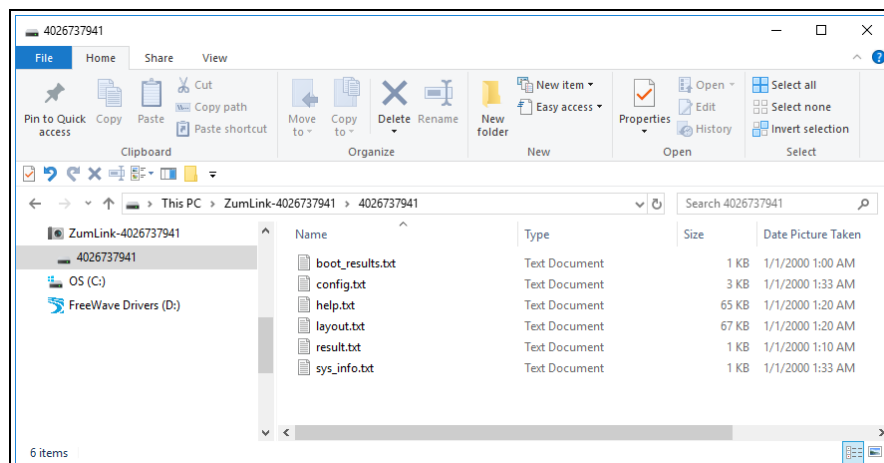 4026737941
File Home Share View
Pin to Quick access
Copy
Paste
Cut
Copy path
Paste shortcut
Clipboard
Move to
Copy to
Delete
Rename
Organize
New folder
New item
Easy access
New
Properties
Open
Edit
History
Open
Select all
Select none
Invert selection
Select
This PC > ZumLink-4026737941 > 4026737941
Search 4026737941
ZumLink-4026737941
4026737941
OS (C:)
FreeWave Drivers (D:)
Name Type Size Date Picture Taken
boot_results.txt Text Document 1 KB 1/1/2000 1:00 AM
config.txt Text Document 3 KB 1/1/2000 1:33 AM
help.txt Text Document 65 KB 1/1/2000 1:20 AM
layout.txt Text Document 67 KB 1/1/2000 1:20 AM
result.txt Text Document 1 KB 1/1/2000 1:10 AM
sys_info.txt Text Document 1 KB 1/1/2000 1:33 AM
6 items